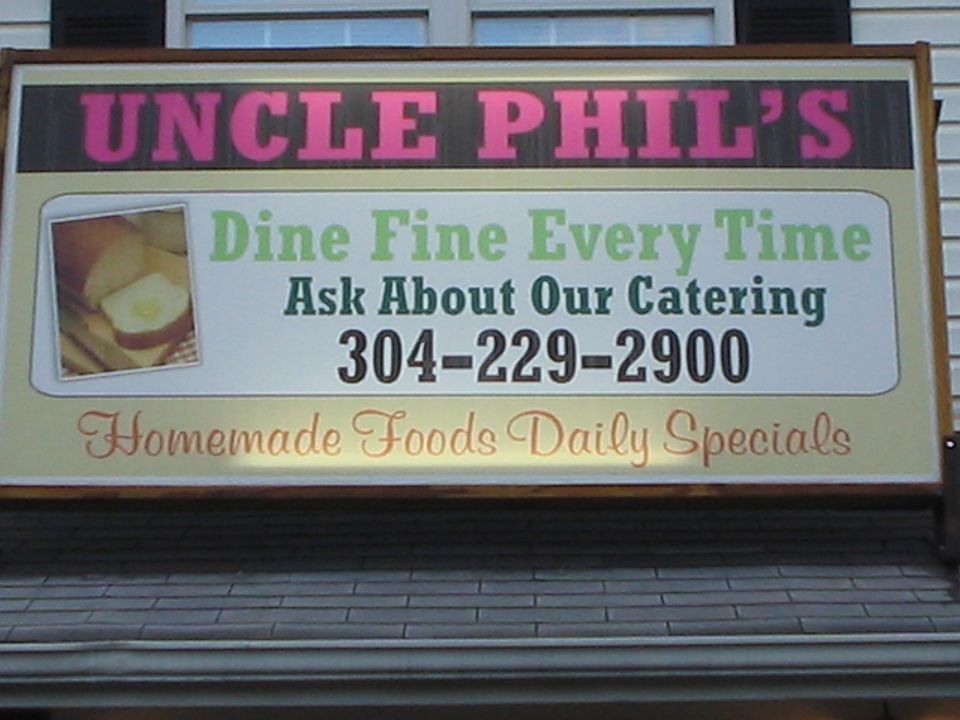 UNCLE PHIL'S
Dine Fine Every Time
Ask About Our Catering
304-229-2900
Homemade Foods Daily Specials